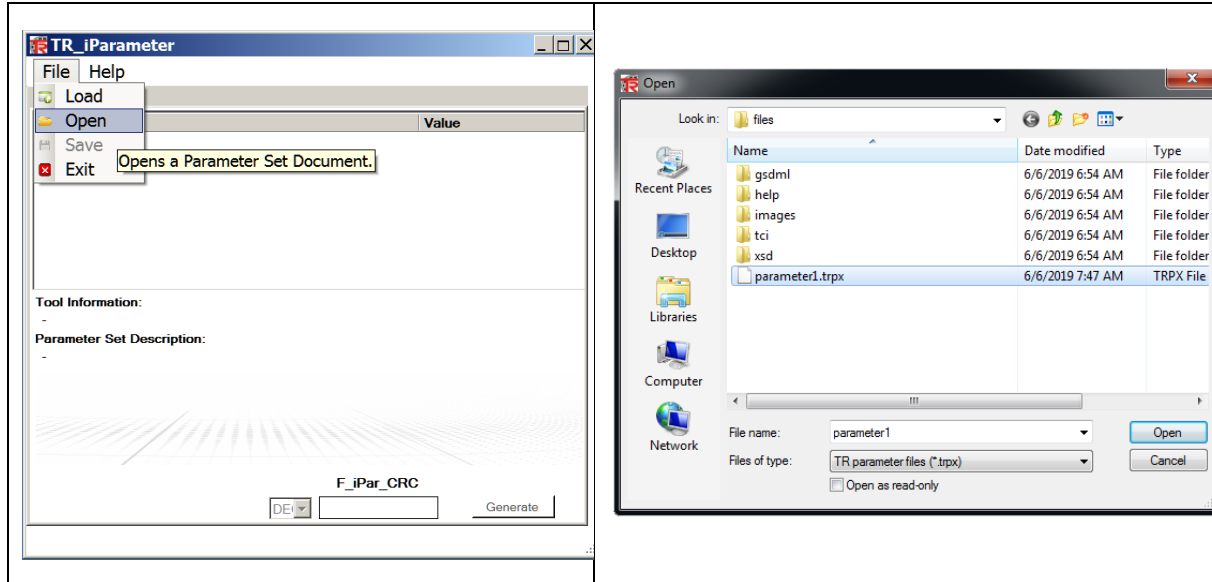 TR_iParameter
File Help
Load
Open
Save
Exit
Value
Opens a Parameter Set Document.
Tool Information:
-
Parameter Set Description:
-
F_iPar_CRC
DE
Generate
Open
Look in: files
Recent Places
Desktop
Libraries
Computer
Network
Name Date modified Type
gsdml 6/6/2019 6:54 AM File folder
help 6/6/2019 6:54 AM File folder
images 6/6/2019 6:54 AM File folder
tci 6/6/2019 6:54 AM File folder
xsd 6/6/2019 6:54 AM File folder
parameter1.trpx 6/6/2019 7:47 AM TRPX File
File name: parameter1 Open
Files of type: TR parameter files (*.trpx) Cancel
Open as read-only